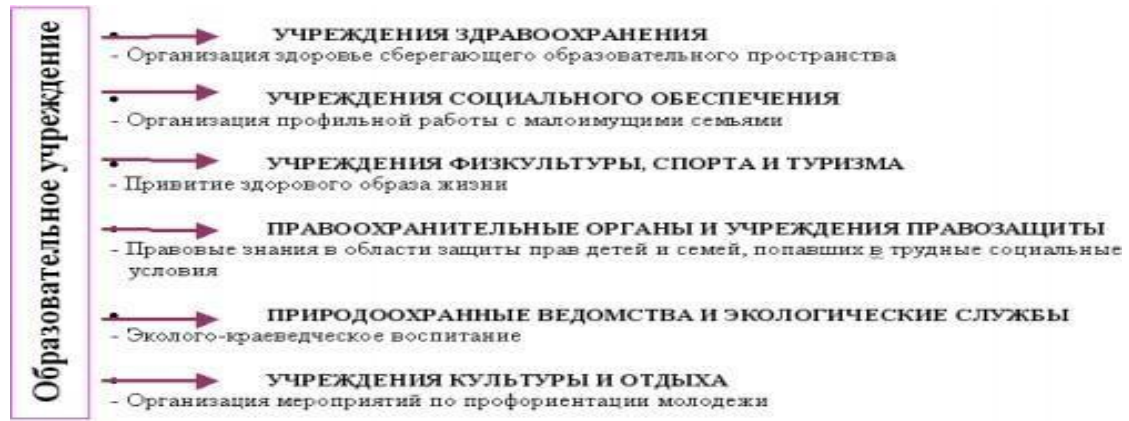 Образовательное учреждение
УЧРЕЖДЕНИЯ ЗДРАВООХРАНЕНИЯ
- Организация здоровье сберегающего образовательного пространства
УЧРЕЖДЕНИЯ СОЦИАЛЬНОГО ОБЕСПЕЧЕНИЯ
- Организация профильной работы с малоимущими семьями
УЧРЕЖДЕНИЯ ФИЗКУЛЬТУРЫ, СПОРТА И ТУРИЗМА
- Привитие здорового образа жизни
ПРАВООХРАНИТЕЛЬНЫЕ ОРГАНЫ И УЧРЕЖДЕНИЯ ПРАВОЗАЩИТЫ
- Правовые знания в области защиты прав детей и семей, попавших в трудные социальные
условия
ПРИРОДООХРАННЫЕ ВЕДОМСТВА И ЭКОЛОГИЧЕСКИЕ СЛУЖБЫ
- Эколого-краеведческое воспитание
УЧРЕЖДЕНИЯ КУЛЬТУРЫ И ОТДЫХА
- Организация мероприятий по профориентации молодежи